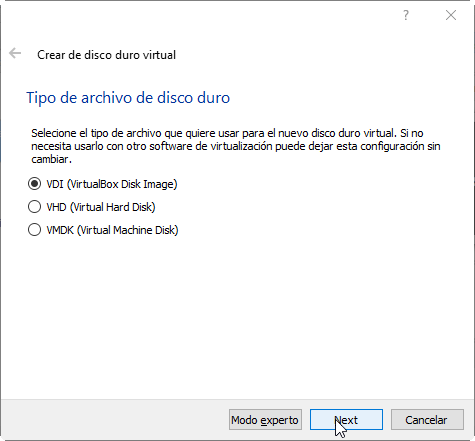 ?
Crear de disco duro virtual
Tipo de archivo de disco duro
Selecione el tipo de archivo que quiere usar para el nuevo disco duro virtual. Si no
necesita usarlo con otro software de virtualización puede dejar esta configuración sin
cambiar.
VDI (VirtualBox Disk Image)
VHD (Virtual Hard Disk)
VMDK (Virtual Machine Disk)
Modo experto Next Cancelar